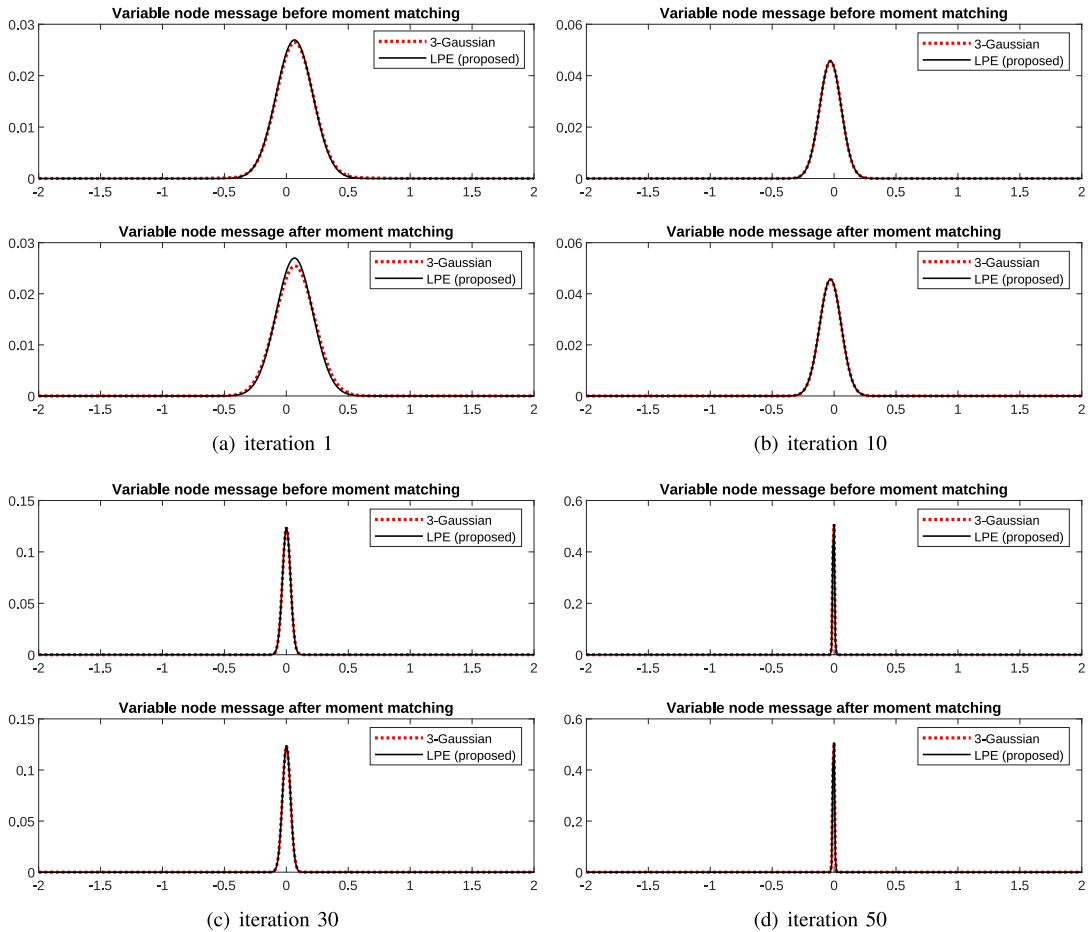 Variable node message before moment matching
0.03
0.02
0.01
0
-2 -1.5 -1 -0.5 0 0.5 1 1.5 2
3-Gaussian
LPE (proposed)
Variable node message after moment matching
0.03
0.02
0.01
0
-2 -1.5 -1 -0.5 0 0.5 1 1.5 2
3-Gaussian
LPE (proposed)
(a) iteration 1
Variable node message before moment matching
0.06
0.04
0.02
0
-2 -1.5 -1 -0.5 0 0.5 1 1.5 2
3-Gaussian
LPE (proposed)
Variable node message after moment matching
0.06
0.04
0.02
0
-2 -1.5 -1 -0.5 0 0.5 1 1.5 2
3-Gaussian
LPE (proposed)
(b) iteration 10
Variable node message before moment matching
0.15
0.1
0.05
0
-2 -1.5 -1 -0.5 0 0.5 1 1.5 2
3-Gaussian
LPE (proposed)
Variable node message after moment matching
0.15
0.1
0.05
0
-2 -1.5 -1 -0.5 0 0.5 1 1.5 2
3-Gaussian
LPE (proposed)
(c) iteration 30
Variable node message before moment matching
0.6
0.4
0.2
0
-2 -1.5 -1 -0.5 0 0.5 1 1.5 2
3-Gaussian
LPE (proposed)
Variable node message after moment matching
0.6
0.4
0.2
0
-2 -1.5 -1 -0.5 0 0.5 1 1.5 2
3-Gaussian
LPE (proposed)
(d) iteration 50